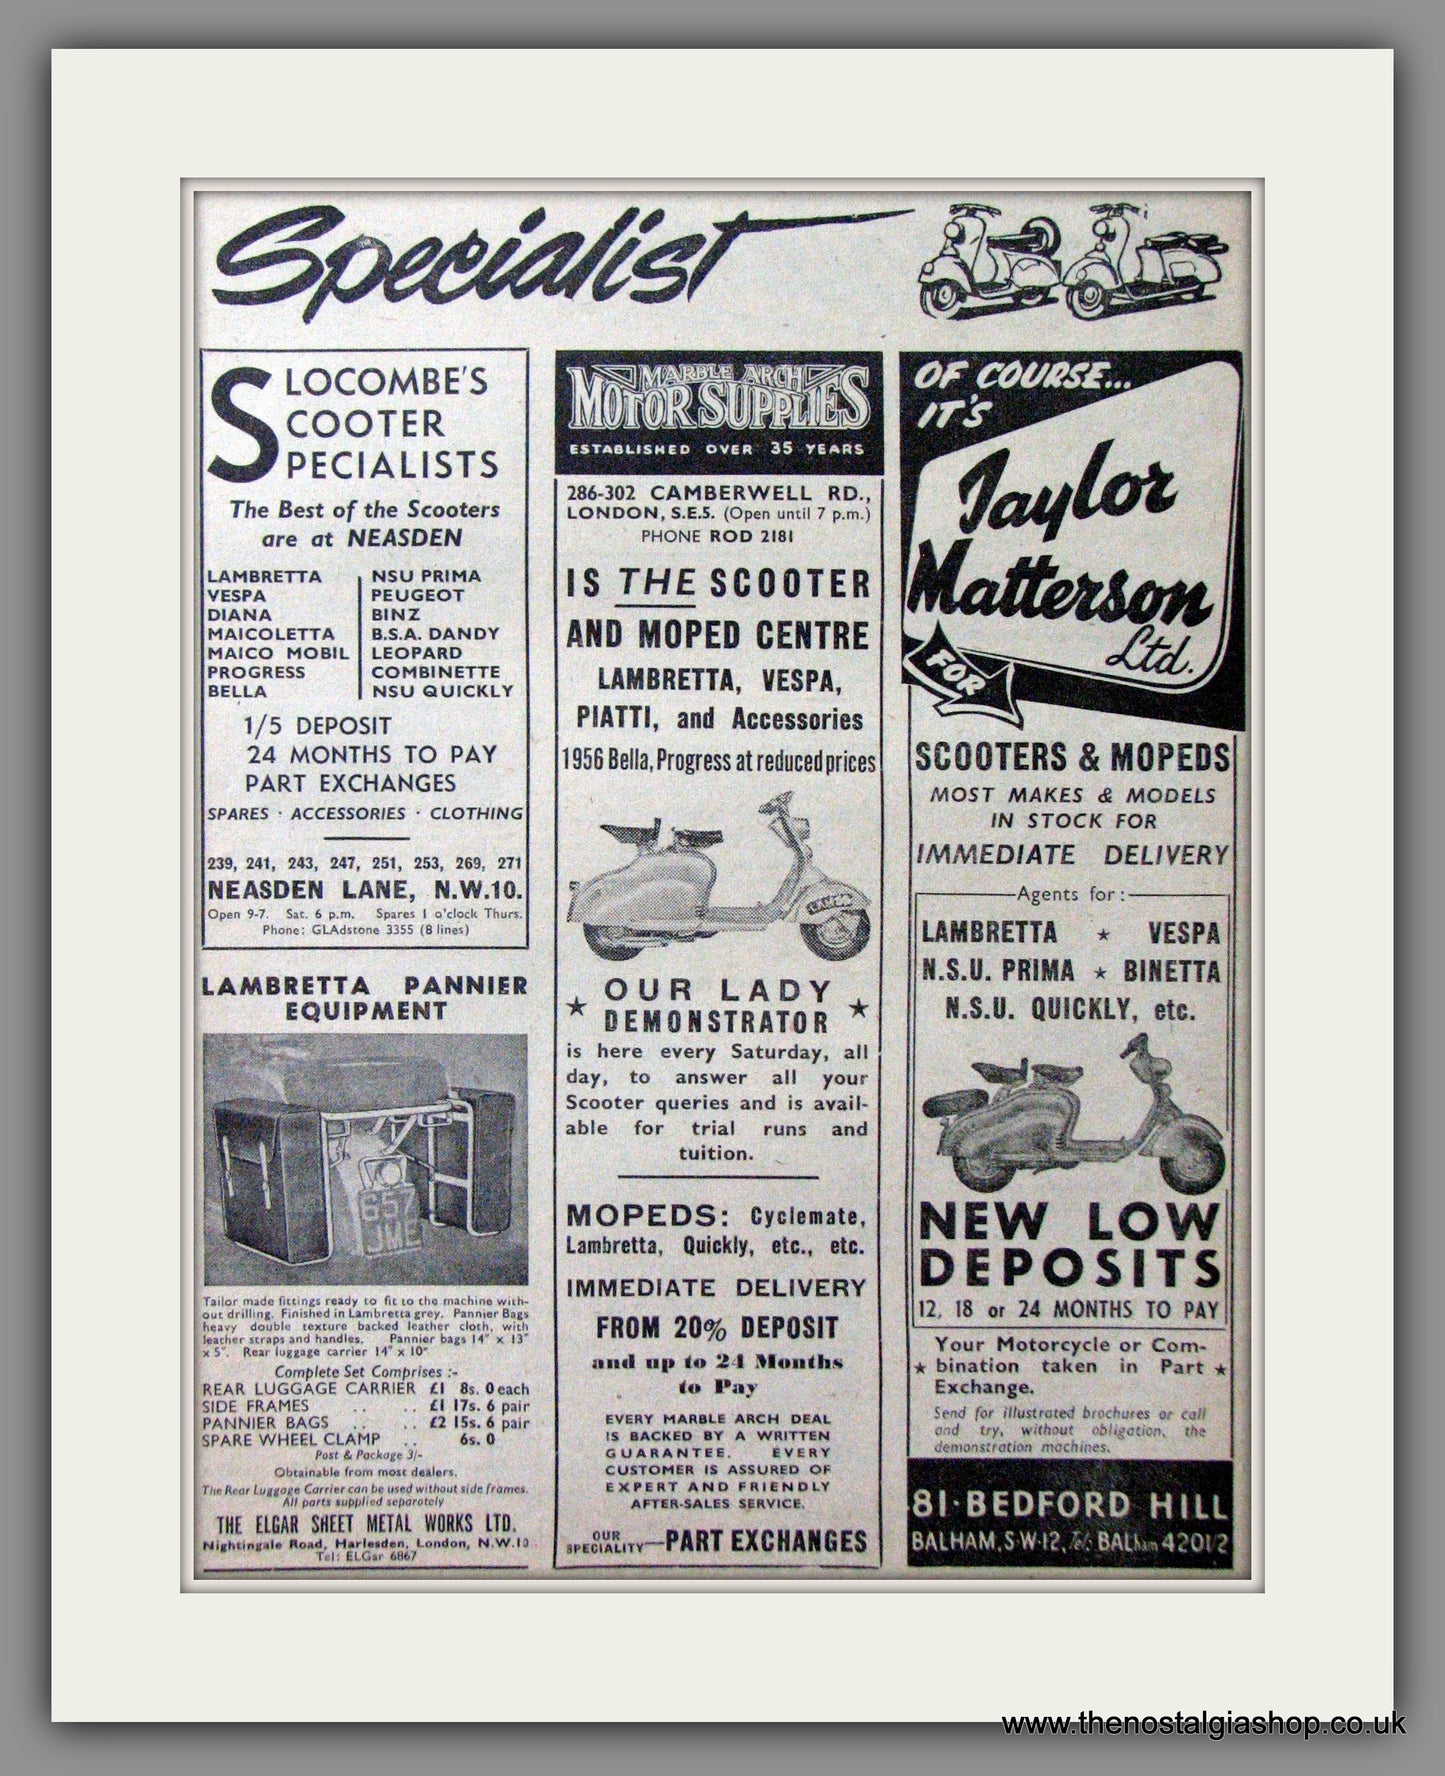 Specialist
SLOCOMBE'S
SCOOTER
SPECIALISTS
The Best of the Scooters
are at NEASDEN
LAMBRETTA
VESPA
DIANA
MAICOLETTA
MAICO MOBIL
PROGRESS
BELLA
NSU PRIMA
PEUGEOT
BINZ
B.S.A. DANDY
LEOPARD
COMBINETTE
NSU QUICKLY
1/5 DEPOSIT
24 MONTHS TO PAY
PART EXCHANGES
SPARES · ACCESSORIES · CLOTHING
239, 241, 243, 247, 251, 253, 269, 271
NEASDEN LANE, N.W.10.
Open 9-7. Sat. 6 p.m. Spares 1 o'clock Thurs.
Phone: GLAdstone 3355 (8 lines)
LAMBRETTA PANNIER
EQUIPMENT
657
JME
Tailor made fittings ready to fit to the machine with-
out drilling. Finished in Lambretta grey. Pannier Bags
heavy double texture backed leather cloth, with
leather straps and handles. Pannier bags 14" x 13"
x 5". Rear luggage carrier 14" x 10"
Complete Set Comprises :-
REAR LUGGAGE CARRIER £1 8s. 0 each
SIDE FRAMES .. .. £1 17s. 6 pair
PANNIER BAGS .. .. £2 15s. 6 pair
SPARE WHEEL CLAMP .. 6s. 0
Post & Package 3/-
Obtainable from most dealers.
The Rear Luggage Carrier can be used without side frames.
All parts supplied separately
THE ELGAR SHEET METAL WORKS LTD.
Nightingale Road, Harlesden, London, N.W.10
Tel: ELGar 6867
MARBLE ARCH
MOTOR SUPPLIES
ESTABLISHED OVER 35 YEARS
286-302 CAMBERWELL RD.,
LONDON, S.E.5. (Open until 7 p.m.)
PHONE ROD 2181
IS THE SCOOTER
AND MOPED CENTRE
LAMBRETTA, VESPA,
PIATTI, and Accessories
1956 Bella, Progress at reduced prices
★ OUR LADY ★
DEMONSTRATOR
is here every Saturday, all
day, to answer all your
Scooter queries and is avail-
able for trial runs and
tuition.
MOPEDS: Cyclemate,
Lambretta, Quickly, etc., etc.
IMMEDIATE DELIVERY
FROM 20% DEPOSIT
and up to 24 Months
to Pay
EVERY MARBLE ARCH DEAL
IS BACKED BY A WRITTEN
GUARANTEE. EVERY
CUSTOMER IS ASSURED OF
EXPERT AND FRIENDLY
AFTER-SALES SERVICE.
OUR
SPECIALITY—PART EXCHANGES
OF COURSE...
IT'S
Taylor
Matterson
Ltd.
FOR
SCOOTERS & MOPEDS
MOST MAKES & MODELS
IN STOCK FOR
IMMEDIATE DELIVERY
Agents for :
LAMBRETTA ★ VESPA
N.S.U. PRIMA ★ BINETTA
N.S.U. QUICKLY, etc.
NEW LOW
DEPOSITS
12, 18 or 24 MONTHS TO PAY
Your Motorcycle or Com-
★ bination taken in Part ★
Exchange.
Send for illustrated brochures or call
and try, without obligation, the
demonstration machines.
81·BEDFORD HILL
BALHAM, S·W·12, Tel: BALham 4201/2
www.thenostalgiashop.co.uk